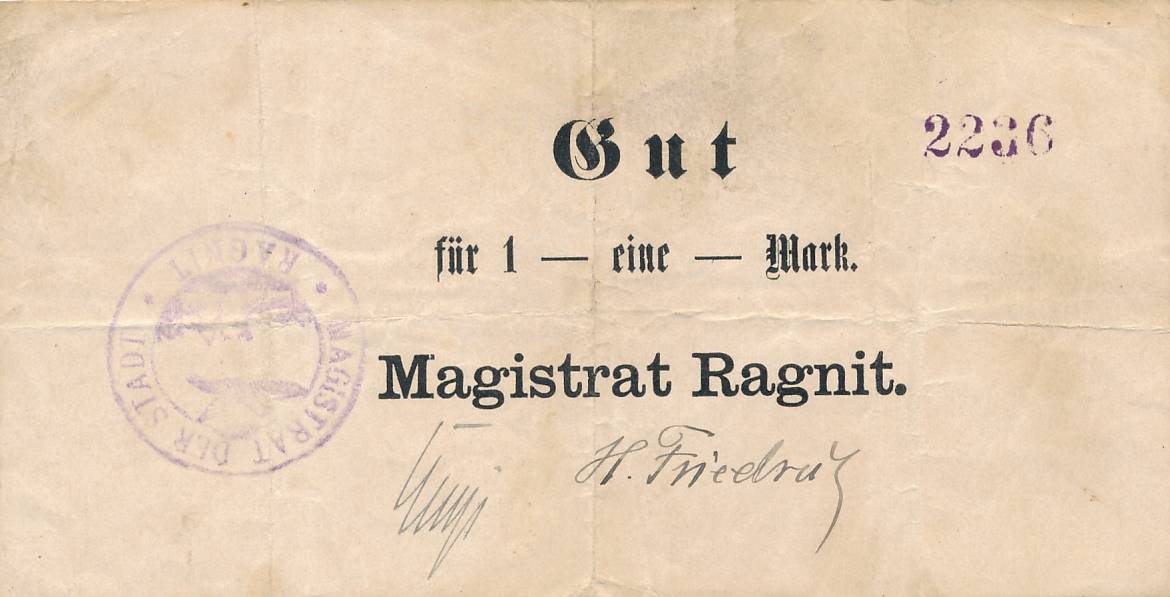 Gut
2236
für 1 — eine — Mark.
MAGISTRAT DER STADT * RAGNIT *
Magistrat Ragnit.
H. Friedrich